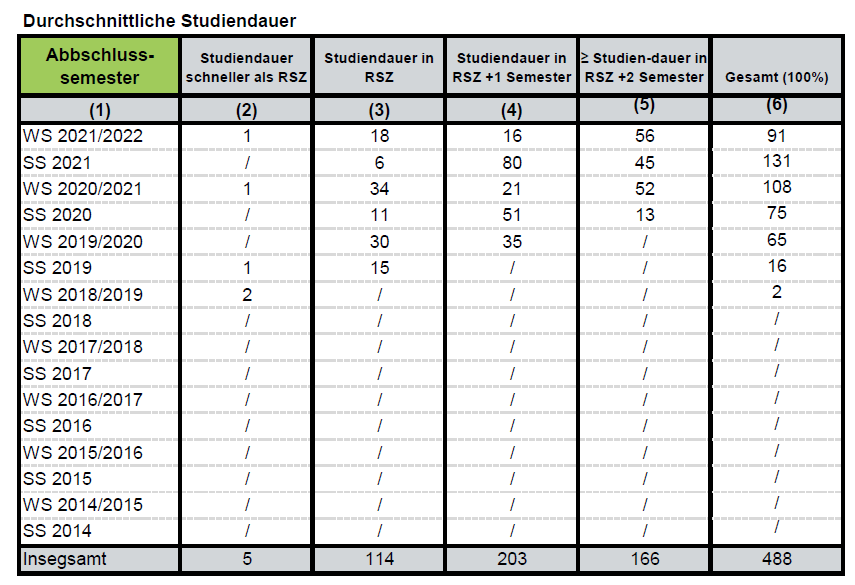 Durchschnittliche Studiendauer
Abbschluss-
semester
Studiendauer
schneller als RSZ
Studiendauer in
RSZ
Studiendauer in
RSZ +1 Semester
≥ Studien-dauer in
RSZ +2 Semester
Gesamt (100%)
(1) (2) (3) (4) (5) (6)
WS 2021/2022 1 18 16 56 91
SS 2021 / 6 80 45 131
WS 2020/2021 1 34 21 52 108
SS 2020 / 11 51 13 75
WS 2019/2020 / 30 35 / 65
SS 2019 1 15 / / 16
WS 2018/2019 2 / / / 2
SS 2018 / / / / /
WS 2017/2018 / / / / /
SS 2017 / / / / /
WS 2016/2017 / / / / /
SS 2016 / / / / /
WS 2015/2016 / / / / /
SS 2015 / / / / /
WS 2014/2015 / / / / /
SS 2014 / / / / /
Insegsamt 5 114 203 166 488